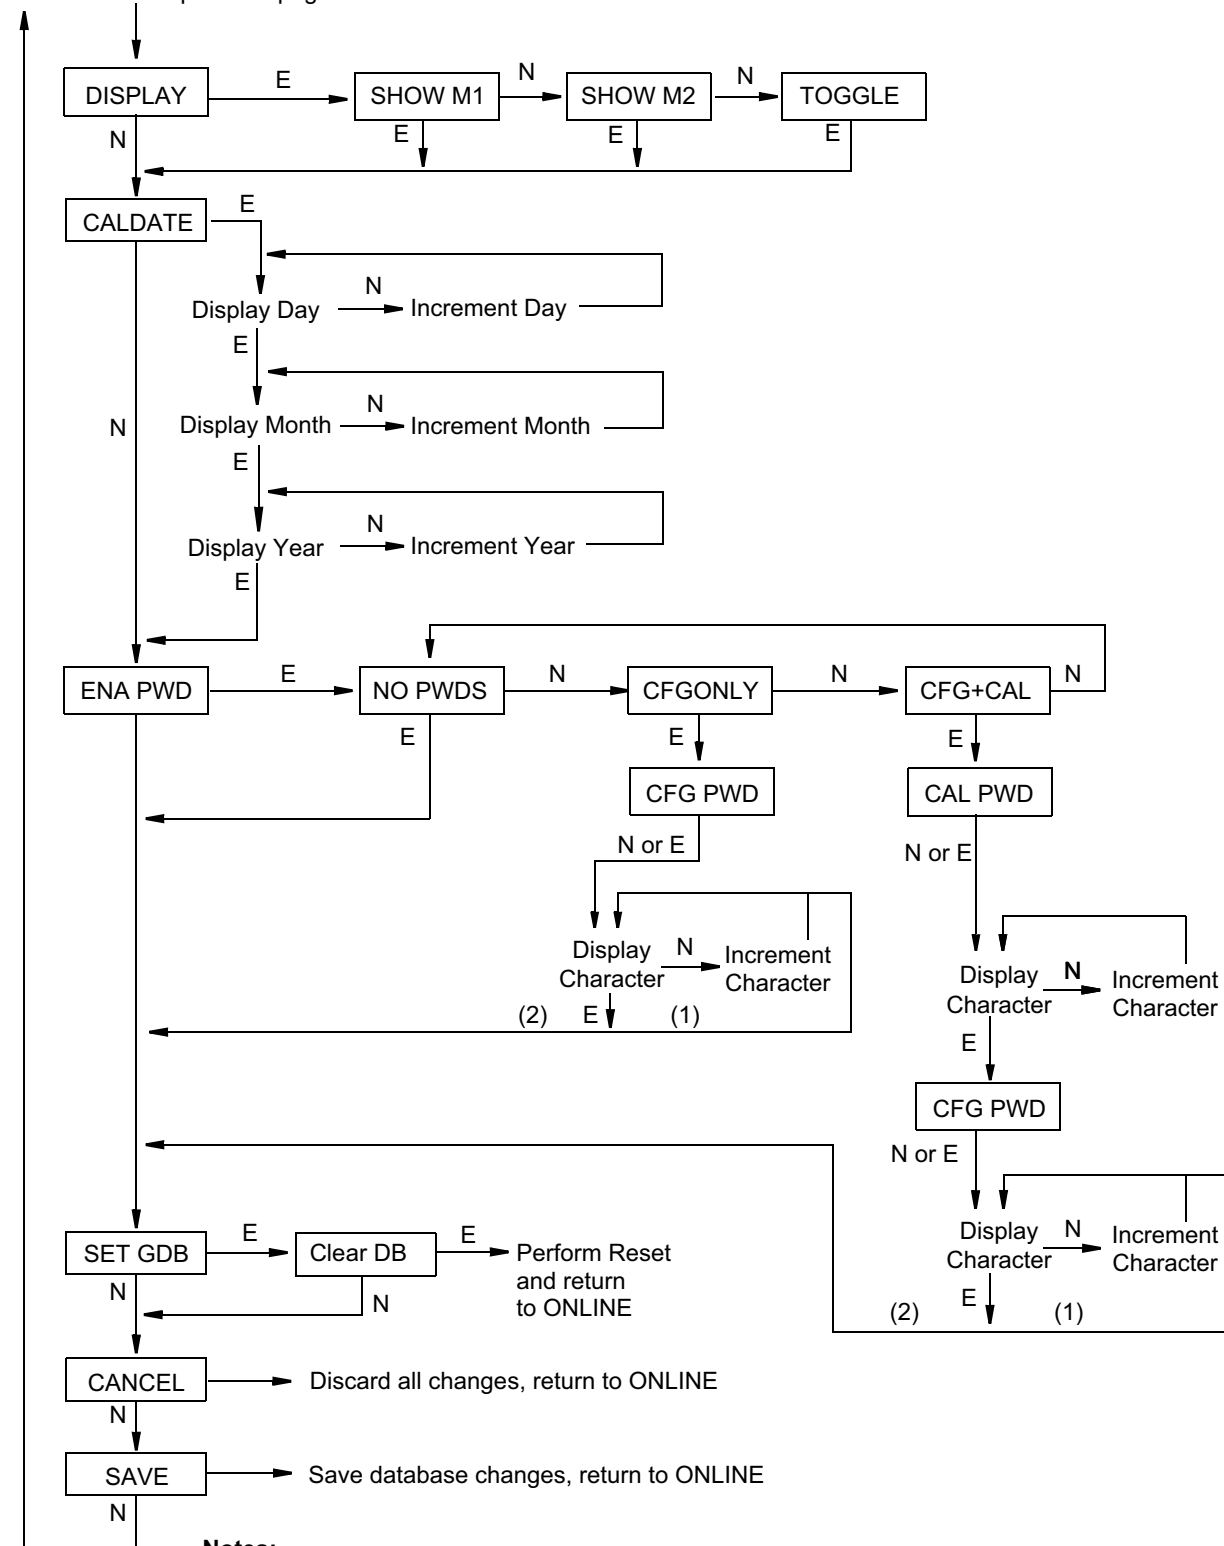 DISPLAY
E
SHOW M1
N
SHOW M2
N
TOGGLE
N
E
E
E
CALDATE
E
Display Day
N
Increment Day
E
N
Display Month
N
Increment Month
E
Display Year
N
Increment Year
E
ENA PWD
E
NO PWDS
N
CFGONLY
N
CFG+CAL
N
E
E
E
CFG PWD
CAL PWD
N or E
N or E
Display
Character
N
Increment
Character
Display
Character
N
Increment
Character
(2)
E
(1)
E
CFG PWD
N or E
Display
Character
N
Increment
Character
E
(2)
(1)
SET GDB
E
Clear DB
E
Perform Reset
and return
to ONLINE
N
N
CANCEL
Discard all changes, return to ONLINE
N
SAVE
Save database changes, return to ONLINE
N
Notes: